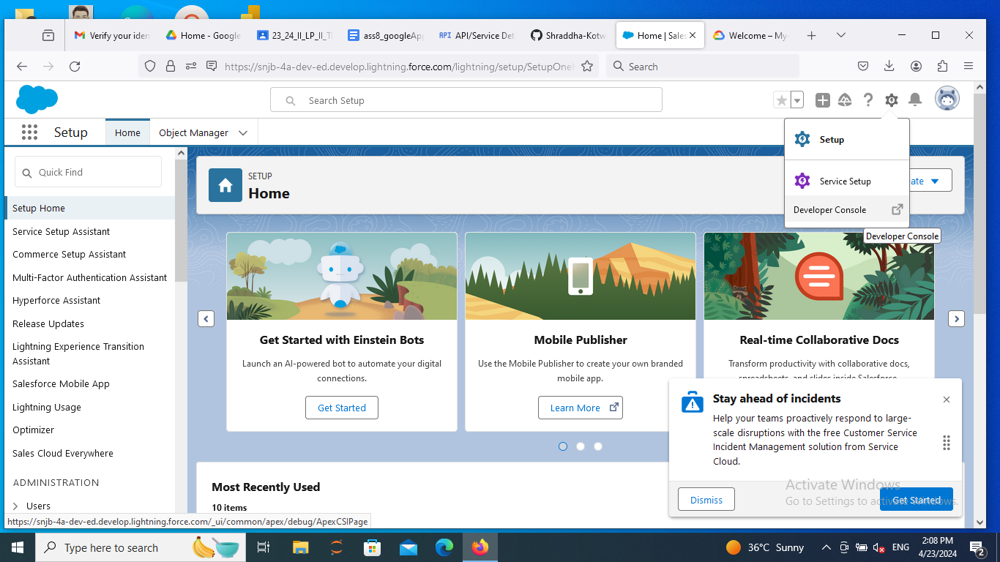 Verify your iden
Home - Google
23_24_II_LP_II_Ti
ass8_googleApp
API API/Service Det
Shraddha-Kotw
Home | Sales
Welcome – My
https://snjb-4a-dev-ed.develop.lightning.force.com/lightning/setup/SetupOneH
Search
Search Setup
Setup
Home
Object Manager
Setup
Service Setup
Developer Console
Developer Console
Quick Find
Setup Home
Service Setup Assistant
Commerce Setup Assistant
Multi-Factor Authentication Assistant
Hyperforce Assistant
Release Updates
Lightning Experience Transition
Assistant
Salesforce Mobile App
Lightning Usage
Optimizer
Sales Cloud Everywhere
ADMINISTRATION
Users
SETUP
Home
ate
Get Started with Einstein Bots
Launch an AI-powered bot to automate your digital
connections.
Get Started
Mobile Publisher
Use the Mobile Publisher to create your own branded
mobile app.
Learn More
Real-time Collaborative Docs
Transform productivity with collaborative docs,
spreadsheets, and slides inside Salesforce.
Most Recently Used
10 items
Stay ahead of incidents
Help your teams proactively respond to large-
scale disruptions with the free Customer Service
Incident Management solution from Service
Cloud.
Dismiss
Get Started
Activate Windows
Go to Settings to activate Windows.
https://snjb-4a-dev-ed.develop.lightning.force.com/_ui/common/apex/debug/ApexCSIPage
Type here to search
36°C Sunny
ENG
2:08 PM
4/23/2024
2